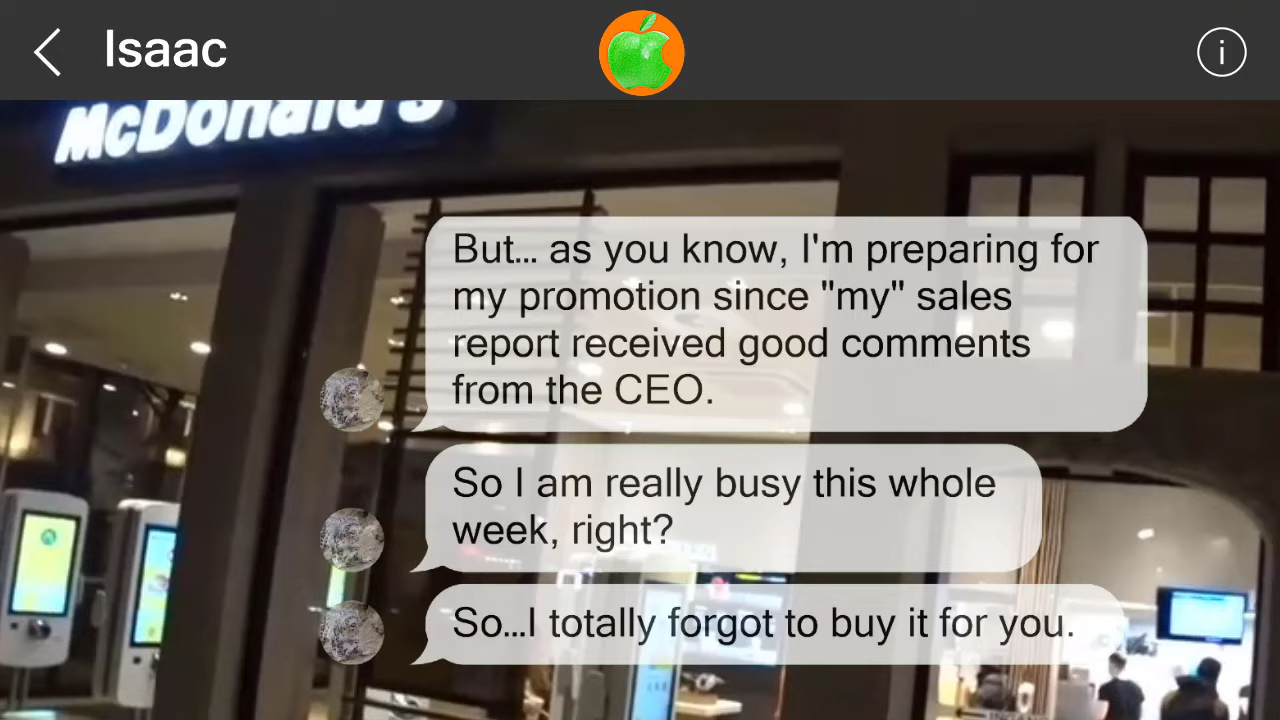 Isaac
i
McDonald's
But... as you know, I'm preparing for
my promotion since "my" sales
report received good comments
from the CEO.
So I am really busy this whole
week, right?
So...I totally forgot to buy it for you.